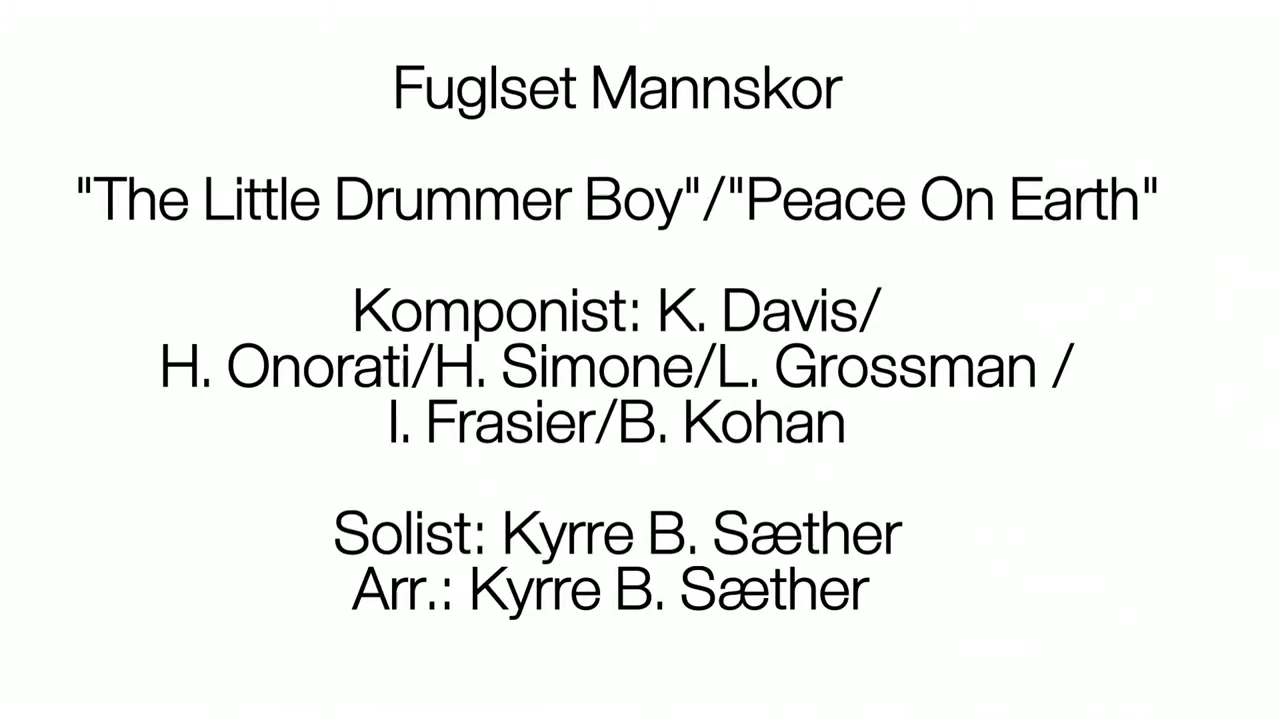 Fuglset Mannskor
"The Little Drummer Boy"/"Peace On Earth"
Komponist: K. Davis/
H. Onorati/H. Simone/L. Grossman /
I. Frasier/B. Kohan
Solist: Kyrre B. Sæther
Arr.: Kyrre B. Sæther